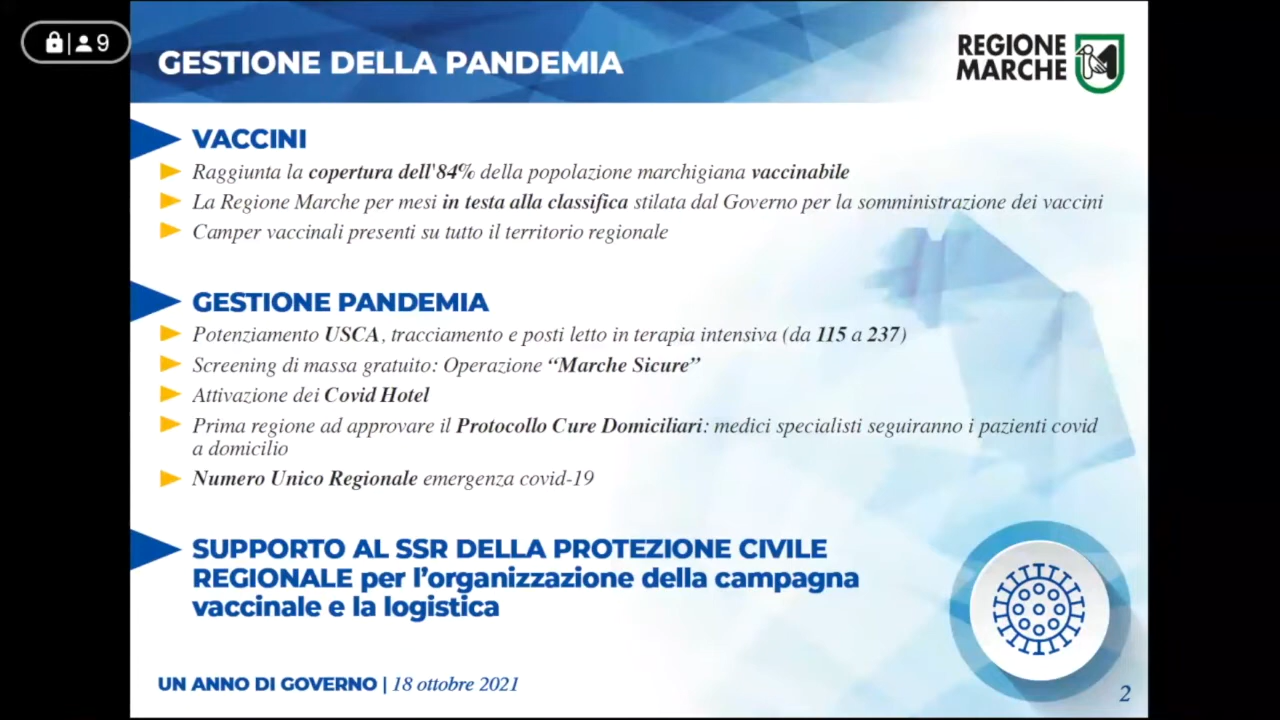 9
GESTIONE DELLA PANDEMIA
REGIONE
MARCHE
VACCINI
Raggiunta la copertura dell'84% della popolazione marchigiana vaccinabile
La Regione Marche per mesi in testa alla classifica stilata dal Governo per la somministrazione dei vaccini
Camper vaccinali presenti su tutto il territorio regionale
GESTIONE PANDEMIA
Potenziamento USCA, tracciamento e posti letto in terapia intensiva (da 115 a 237)
Screening di massa gratuito: Operazione “Marche Sicure”
Attivazione dei Covid Hotel
Prima regione ad approvare il Protocollo Cure Domiciliari: medici specialisti seguiranno i pazienti covid
a domicilio
Numero Unico Regionale emergenza covid-19
SUPPORTO AL SSR DELLA PROTEZIONE CIVILE
REGIONALE per l’organizzazione della campagna
vaccinale e la logistica
UN ANNO DI GOVERNO | 18 ottobre 2021
2